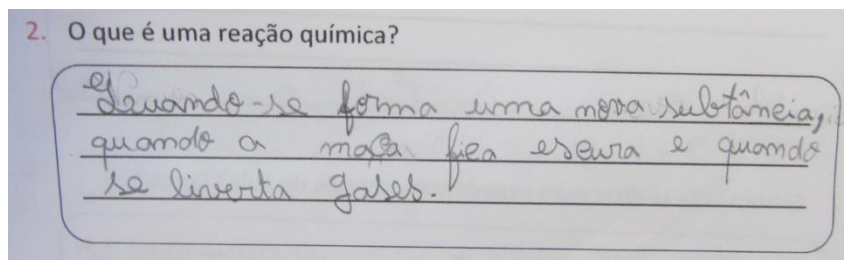 2. O que é uma reação química?
Quando-se forma uma nova substância,
quando a maça fica escura e quando
se liverta gases.